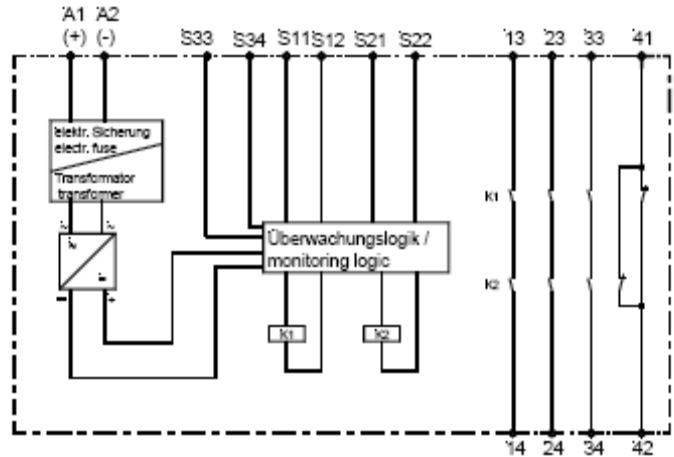 A1 A2
(+) (-) S33 S34 S11 S12 S21 S22 13 23 33 41
elektr. Sicherung
electr. fuse
Transformator
transformer
K1
Überwachungslogik /
monitoring logic
- +
K2
K1 K2
14 24 34 42